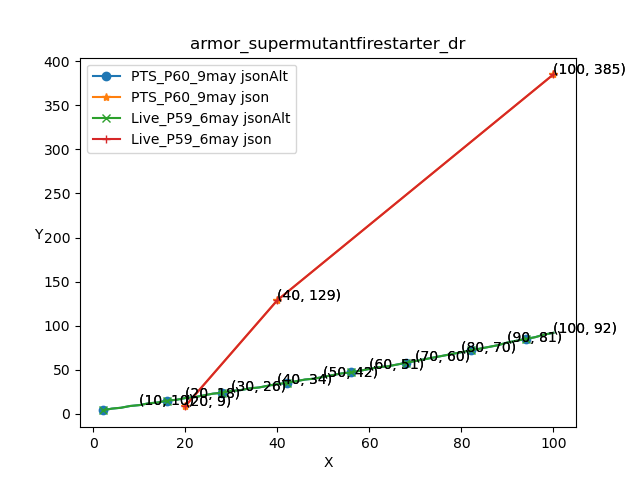 armor_supermutantfirestarter_dr
PTS_P60_9may jsonAlt
PTS_P60_9may json
Live_P59_6may jsonAlt
Live_P59_6may json
(100, 385)
(40, 129)
(100, 92)
(90, 81)
(80, 70)
(70, 60)
(60, 51)
(50, 42)
(40, 34)
(30, 26)
(20, 18)
(10, 10)
(20, 9)
Y
400
350
300
250
200
150
100
50
0
0 20 40 60 80 100
X